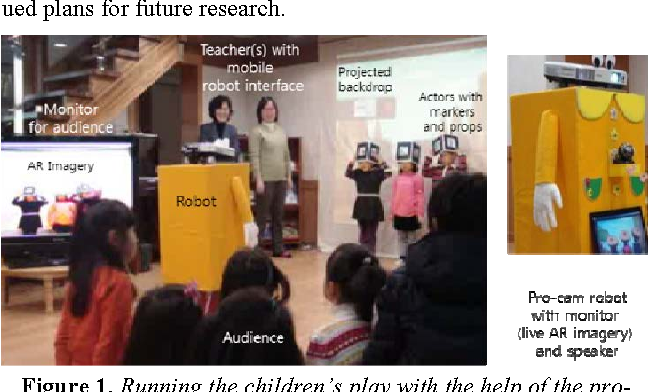 ued plans for future research.
Teacher(s) with
mobile
robot interface
Projected
backdrop
Actors with
markers
and props
Monitor
for audience
AR Imagery
Robot
Audience
Pro-cam robot
with monitor
(live AR imagery)
and speaker
Figure 1. Running the children's play with the help of the pro-